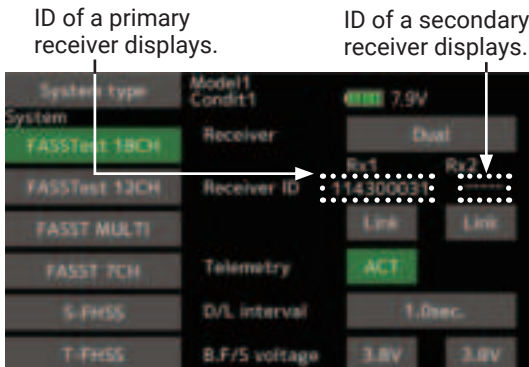 ID of a primary
receiver displays.
ID of a secondary
receiver displays.
System type
Model1
Condit1
7.9V
System
FASSTest 18CH
Receiver
Dual
Rx1
Rx2
FASSTest 12CH
Receiver ID
114300031
-----
FASST MULTI
Link
Link
FASST 7CH
Telemetry
ACT
S-FHSS
D/L interval
1.0sec.
T-FHSS
B.F/S voltage
3.8V
3.8V